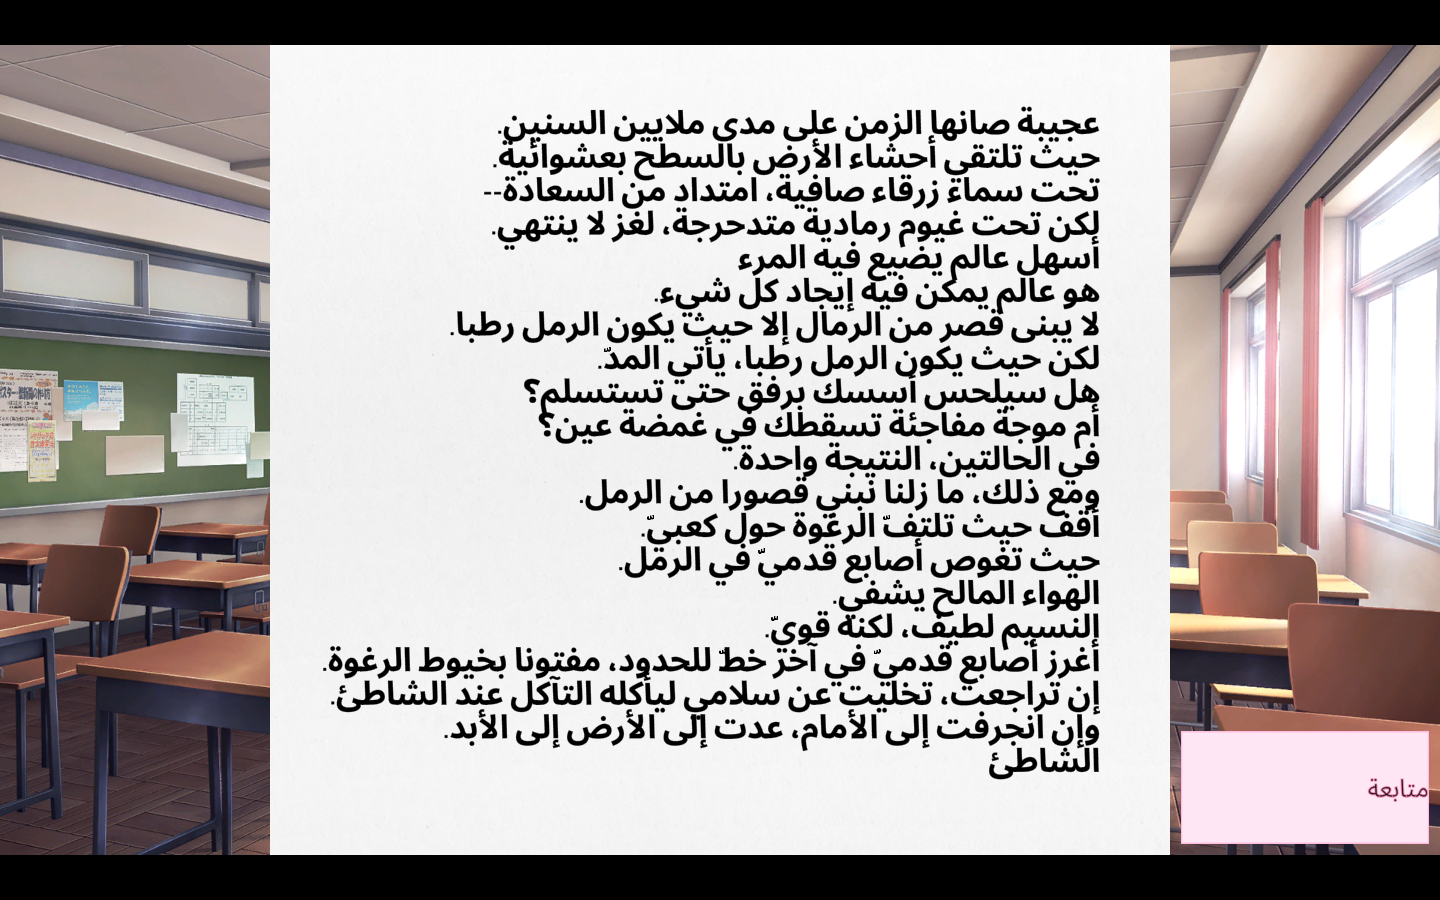 عجيبة صانها الزمن على مدى ملايين السنين.
حيث تلتقي أحشاء الأرض بالسطح بعشوائية.
تحت سماء زرقاء صافية، امتداد من السعادة--
لكن تحت غيوم رمادية متدحرجة، لغز لا ينتهي.
أسهل عالم يضيع فيه المرء
هو عالم يمكن فيه إيجاد كل شيء.
لا يبنى قصر من الرمال إلا حيث يكون الرمل رطبا.
لكن حيث يكون الرمل رطبا، يأتي المدّ.
هل سيلحس أسسك برفق حتى تستسلم؟
أم موجة مفاجئة تسقطك في غمضة عين؟
في الحالتين، النتيجة واحدة.
ومع ذلك، ما زلنا نبني قصورا من الرمل.
أقف حيث تلتفّ الرغوة حول كعبيّ.
حيث تغوص أصابع قدميّ في الرمل.
الهواء المالح يشفي.
النسيم لطيف، لكنه قويّ.
أغرز أصابع قدميّ في آخر خطّ للحدود، مفتونا بخيوط الرغوة.
إن تراجعت، تخليت عن سلامي ليأكله التآكل عند الشاطئ.
وإن انجرفت إلى الأمام، عدت إلى الأرض إلى الأبد.
الشاطئ
متابعة